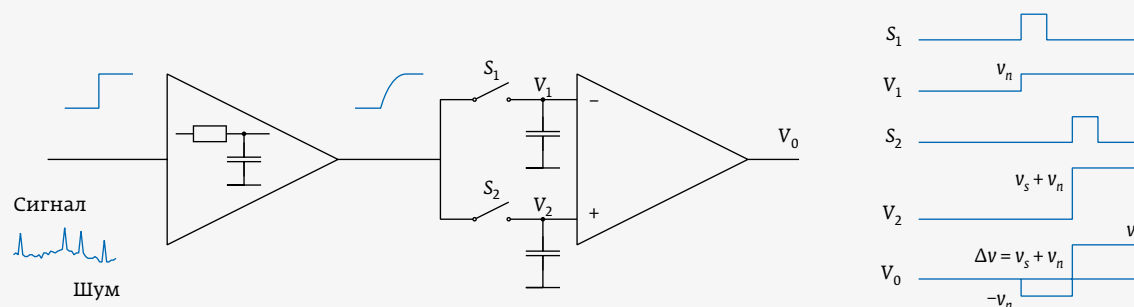 Сигнал
Шум
S₁
S₂
V₁
V₂
−
+
V₀
S₁
V₁
vₙ
S₂
vₛ + vₙ
V₂
Δv = vₛ + vₙ
V₀
−vₙ